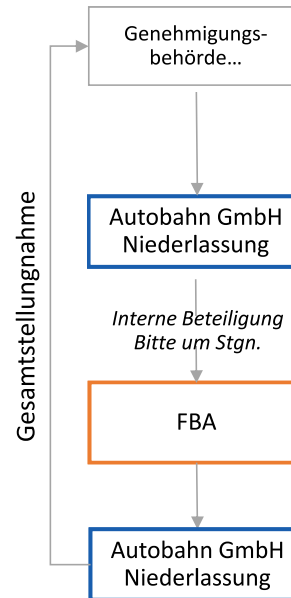 Genehmigungs-
behörde…
Autobahn GmbH
Niederlassung
Interne Beteiligung
Bitte um Stgn.
FBA
Autobahn GmbH
Niederlassung
Gesamtstellungnahme